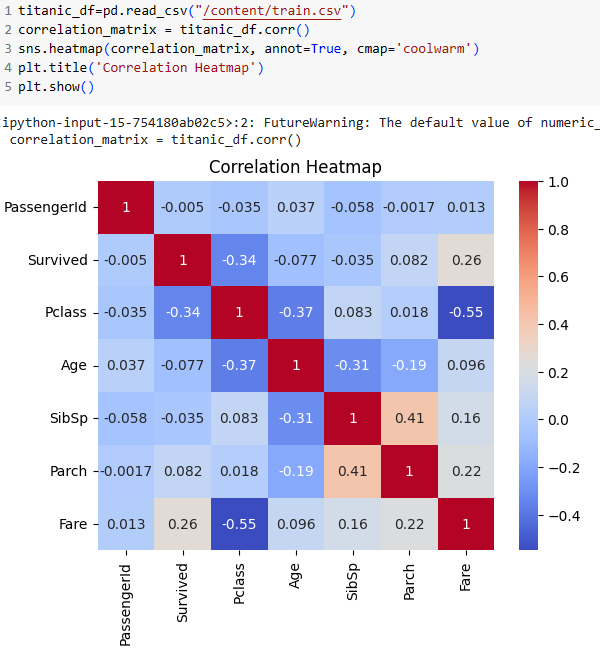 1 titanic_df=pd.read_csv("/content/train.csv")
2 correlation_matrix = titanic_df.corr()
3 sns.heatmap(correlation_matrix, annot=True, cmap='coolwarm')
4 plt.title('Correlation Heatmap')
5 plt.show()
ipython-input-15-754180ab02c5>:2: FutureWarning: The default value of numeric_
correlation_matrix = titanic_df.corr()
Correlation Heatmap
PassengerId 1 -0.005 -0.035 0.037 -0.058 -0.0017 0.013
Survived -0.005 1 -0.34 -0.077 -0.035 0.082 0.26
Pclass -0.035 -0.34 1 -0.37 0.083 0.018 -0.55
Age 0.037 -0.077 -0.37 1 -0.31 -0.19 0.096
SibSp -0.058 -0.035 0.083 -0.31 1 0.41 0.16
Parch -0.0017 0.082 0.018 -0.19 0.41 1 0.22
Fare 0.013 0.26 -0.55 0.096 0.16 0.22 1
PassengerId
Survived
Pclass
Age
SibSp
Parch
Fare
1.0
0.8
0.6
0.4
0.2
0.0
−0.2
−0.4